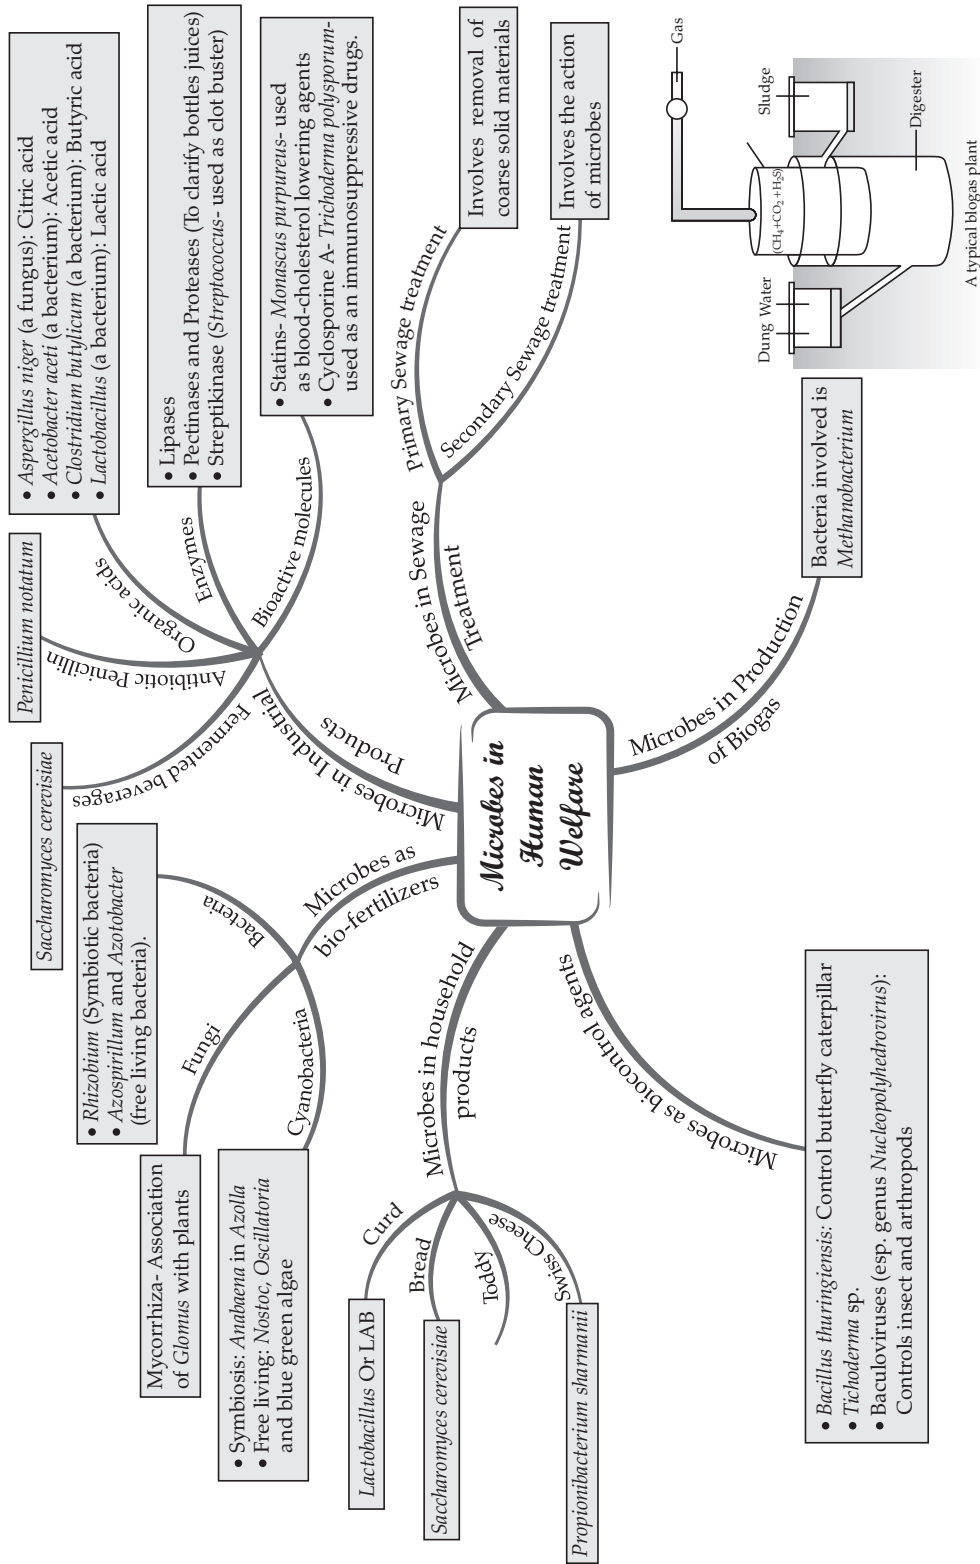 Microbes in
Human
Welfare
Microbes in household
products
Curd
Lactobacillus Or LAB
Bread
Saccharomyces cerevisiae
Toddy
Swiss Cheese
Propionibacterium sharmanii
Microbes as
bio-fertilizers
Cyanobacteria
• Symbiosis: Anabaena in Azolla
• Free living: Nostoc, Oscillatoria
and blue green algae
Fungi
Mycorrhiza- Association
of Glomus with plants
Bacteria
• Rhizobium (Symbiotic bacteria)
• Azospirillum and Azotobacter
(free living bacteria).
Microbes in Industrial
Products
Fermented beverages
Saccharomyces cerevisiae
Antibiotic Penicillin
Penicillium notatum
Organic acids
• Aspergillus niger (a fungus): Citric acid
• Acetobacter aceti (a bacterium): Acetic acid
• Clostridium butylicum (a bacterium): Butyric acid
• Lactobacillus (a bacterium): Lactic acid
Enzymes
• Lipases
• Pectinases and Proteases (To clarify bottles juices)
• Streptikinase (Streptococcus- used as clot buster)
Bioactive molecules
• Statins- Monascus purpureus- used
as blood-cholesterol lowering agents
• Cyclosporine A- Trichoderma polysporum-
used as an immunosuppressive drugs.
Microbes in Sewage
Treatment
Primary Sewage treatment
Involves removal of
coarse solid materials
Secondary Sewage treatment
Involves the action
of microbes
Microbes in Production
of Biogas
Bacteria involved is
Methanobacterium
Gas
Dung Water
(CH₄+CO₂+H₂S)
Sludge
Digester
A typical blogas plant
Microbes as biocontrol agents
• Bacillus thuringiensis: Control butterfly caterpillar
• Tichoderma sp.
• Baculoviruses (esp. genus Nucleopolyhedrovirus):
Controls insect and arthropods